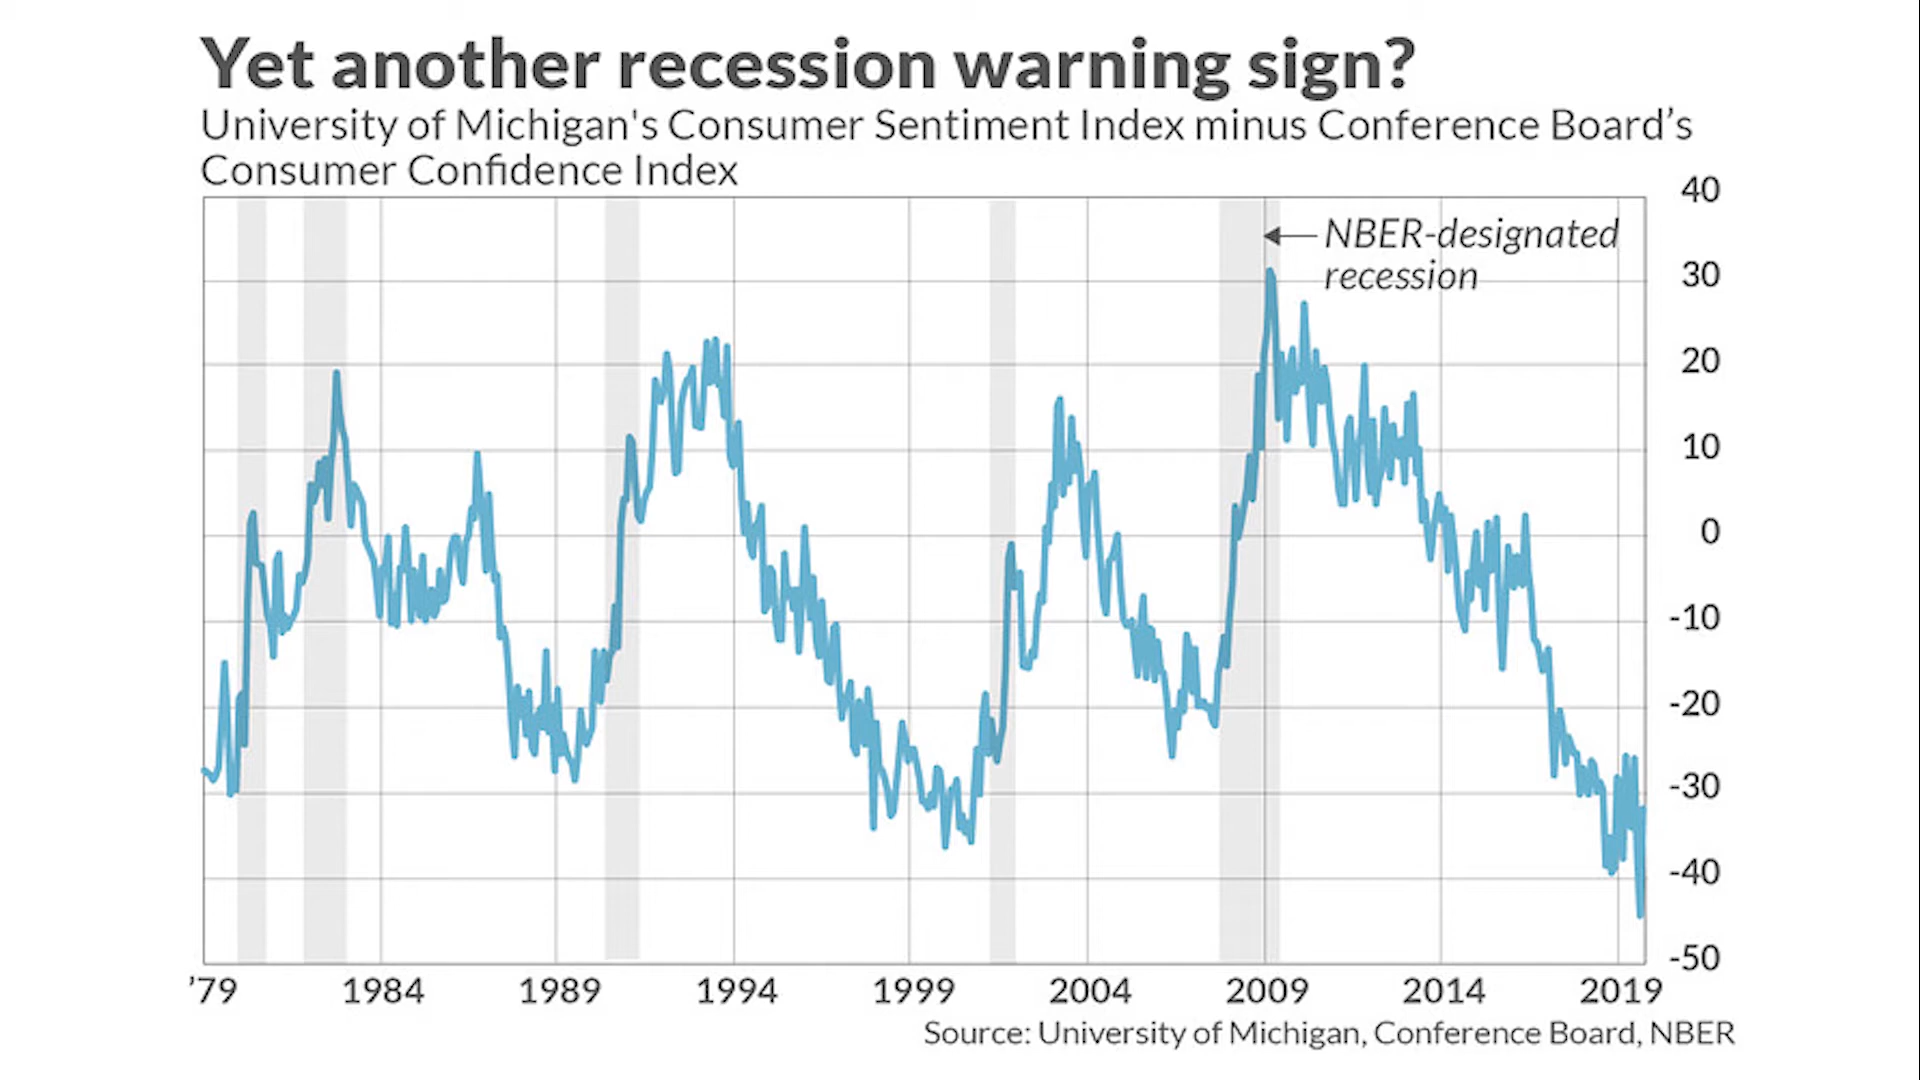 Yet another recession warning sign?
University of Michigan's Consumer Sentiment Index minus Conference Board’s
Consumer Confidence Index
40
NBER-designated
recession
30
20
10
0
-10
-20
-30
-40
-50
’79 1984 1989 1994 1999 2004 2009 2014 2019
Source: University of Michigan, Conference Board, NBER